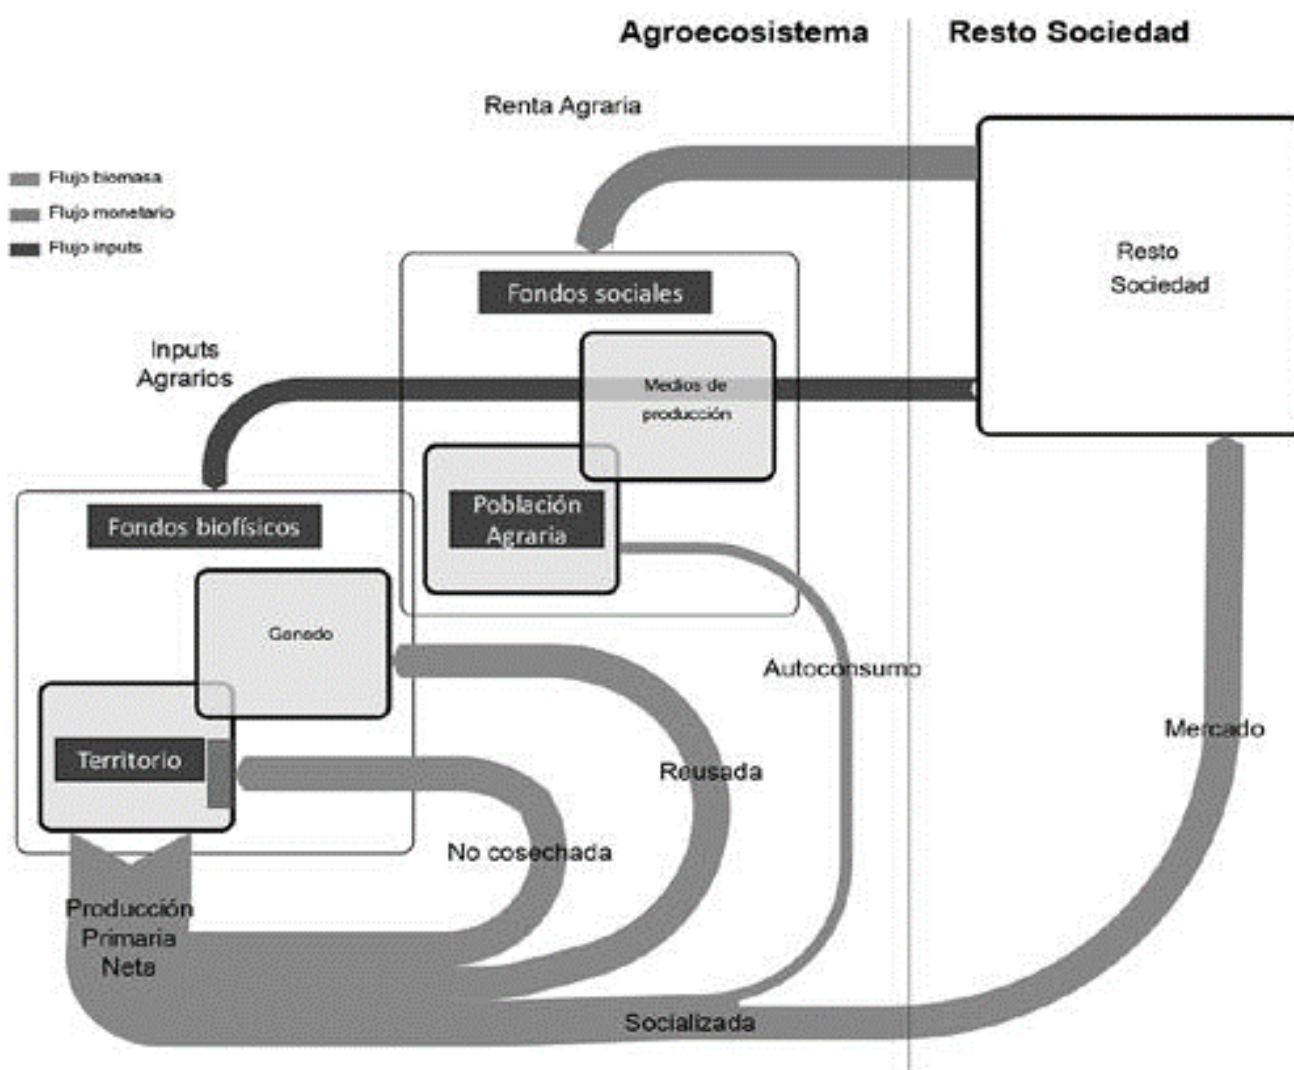 Agroecosistema
Resto Sociedad
Renta Agraria
Flujo biomasa
Flujo monetario
Flujo inputs
Resto
Sociedad
Fondos sociales
Inputs
Agrarios
Medios de
producción
Población
Agraria
Fondos biofísicos
Ganado
Autoconsumo
Mercado
Territorio
Reusada
No cosechada
Producción
Primaria
Neta
Socializada